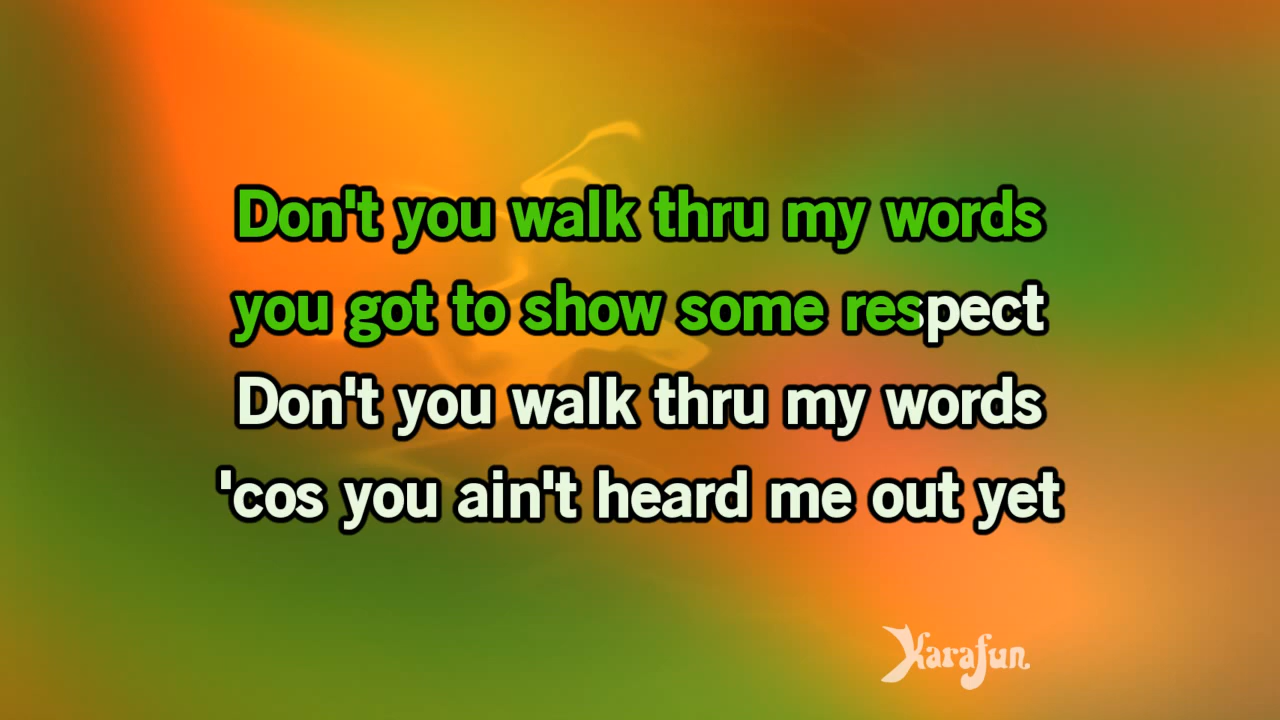 Don't you walk thru my words
you got to show some respect
Don't you walk thru my words
'cos you ain't heard me out yet
Karafun